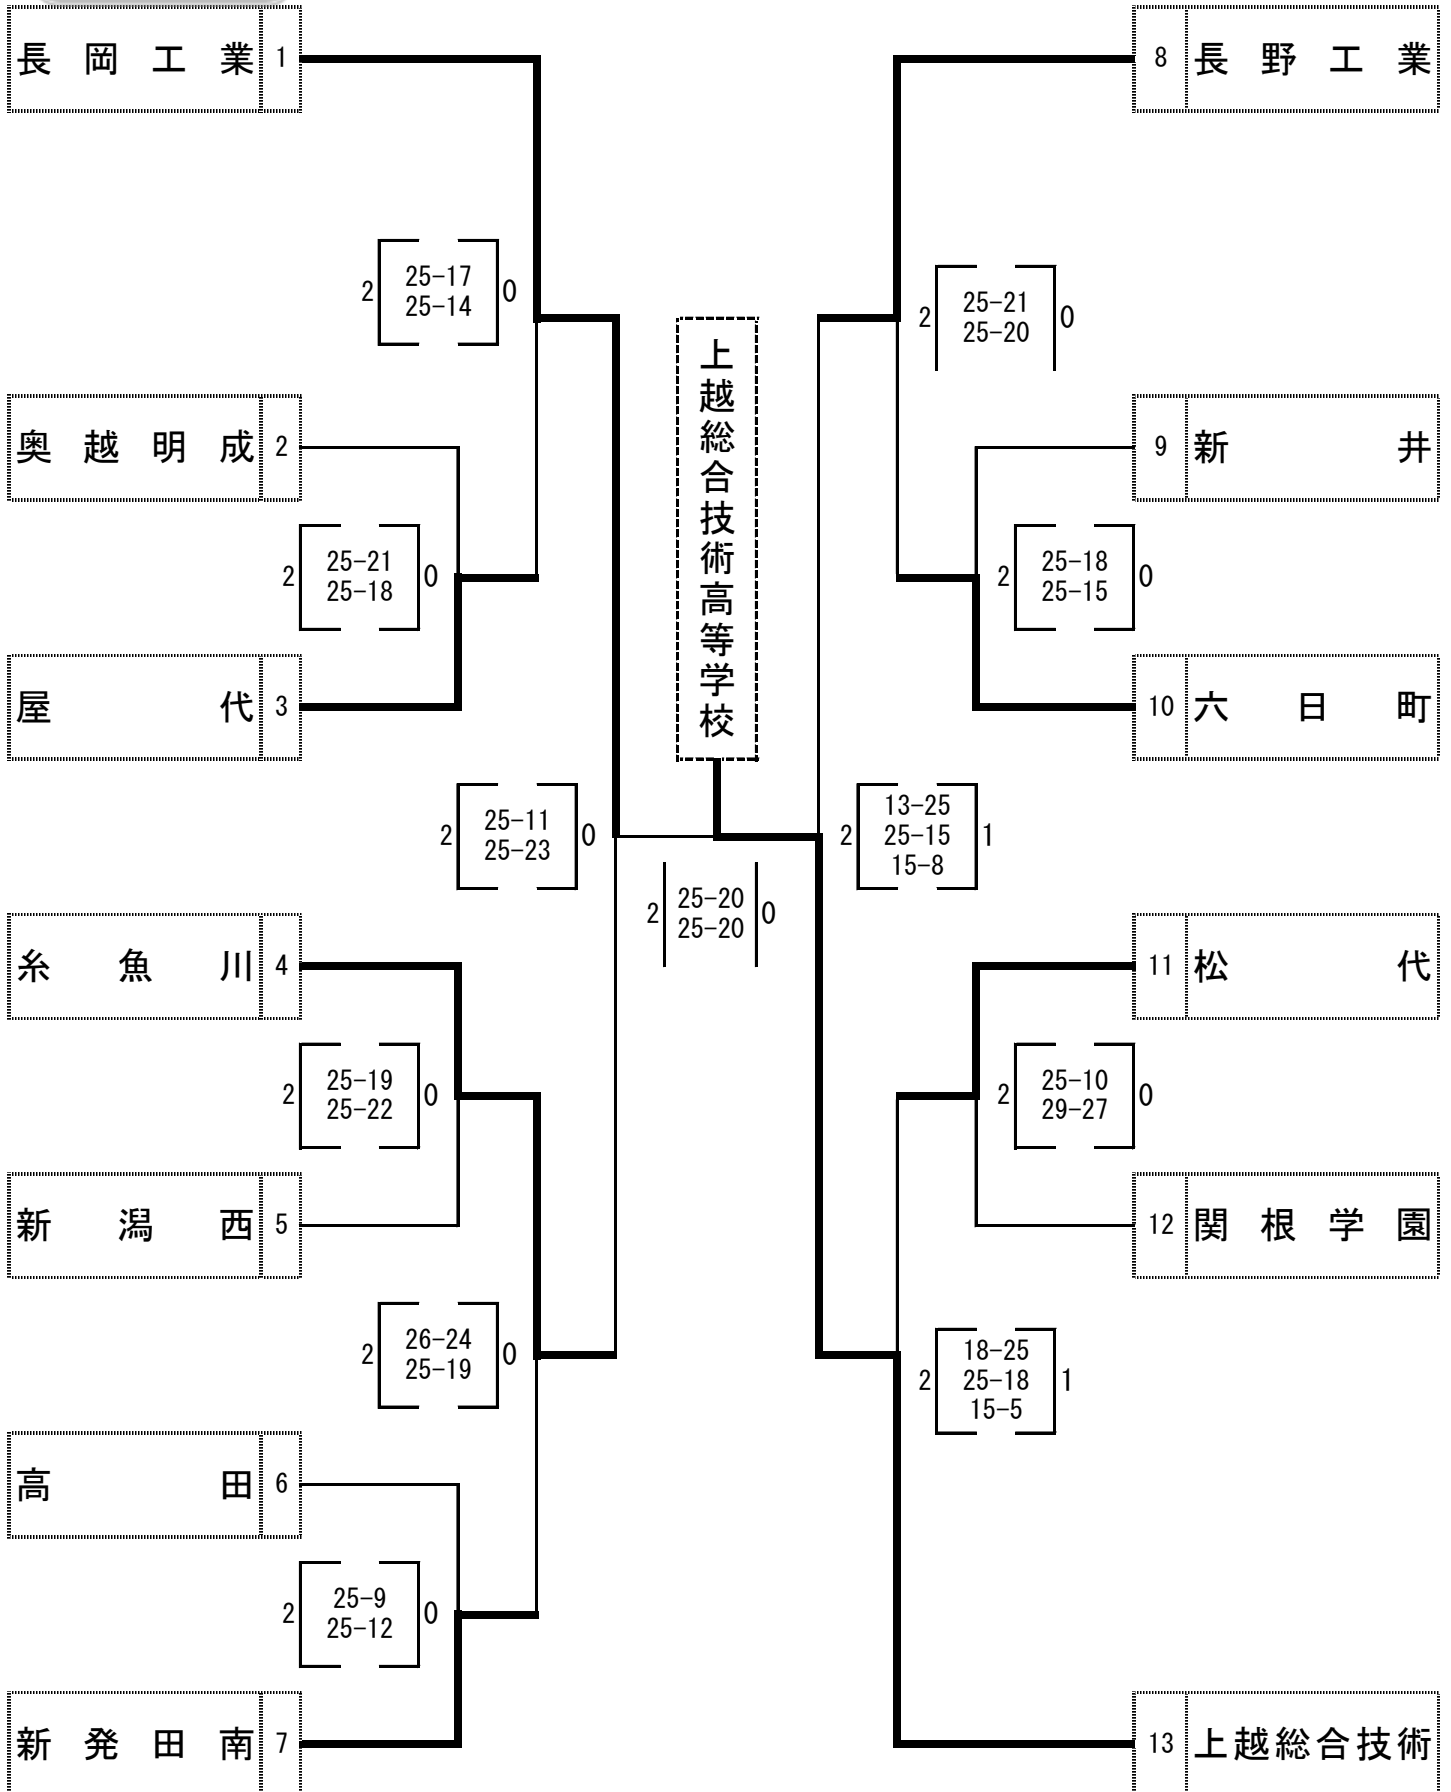 長岡工業 1
2 25-17 0
25-14
奥越明成 2
2 25-21 0
25-18
屋代 3
2 25-11 0
25-23
糸魚川 4
2 25-19 0
25-22
新潟西 5
2 26-24 0
25-19
高田 6
2 25-9 0
25-12
新発田南 7
上越総合技術高等学校
2 25-20 0
25-20
8 長野工業
2 25-21 0
25-20
9 新井
2 25-18 0
25-15
10 六日町
13-25
2 25-15 1
15-8
11 松代
2 25-10 0
29-27
12 関根学園
18-25
2 25-18 1
15-5
13 上越総合技術